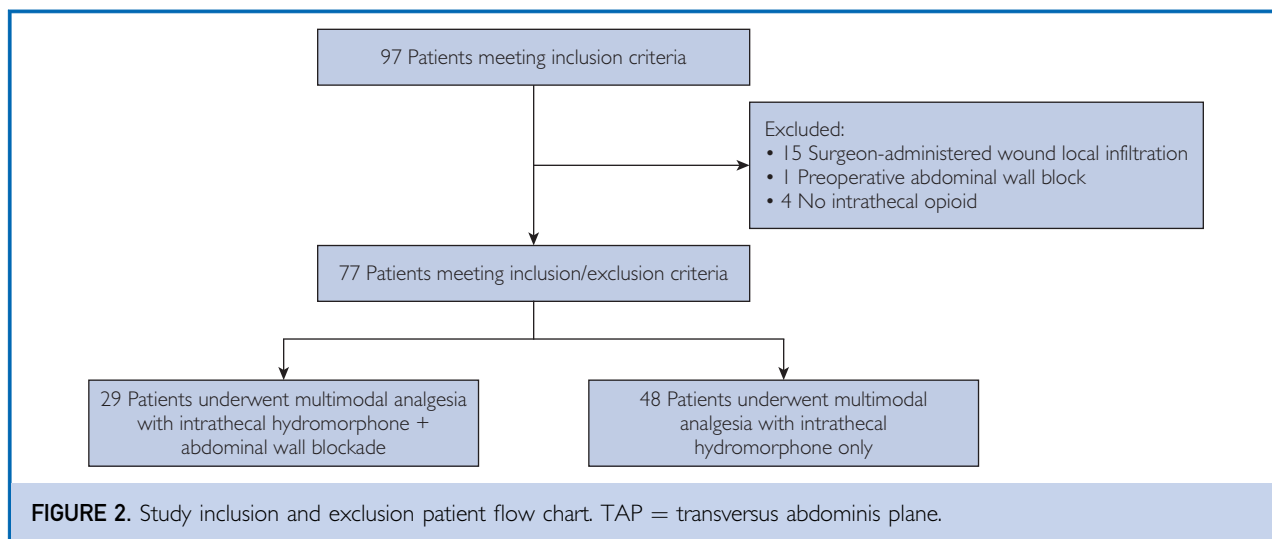 97 Patients meeting inclusion criteria
Excluded:
• 15 Surgeon-administered wound local infiltration
• 1 Preoperative abdominal wall block
• 4 No intrathecal opioid
77 Patients meeting inclusion/exclusion criteria
29 Patients underwent multimodal analgesia
with intrathecal hydromorphone +
abdominal wall blockade
48 Patients underwent multimodal
analgesia with intrathecal
hydromorphone only
FIGURE 2. Study inclusion and exclusion patient flow chart. TAP = transversus abdominis plane.